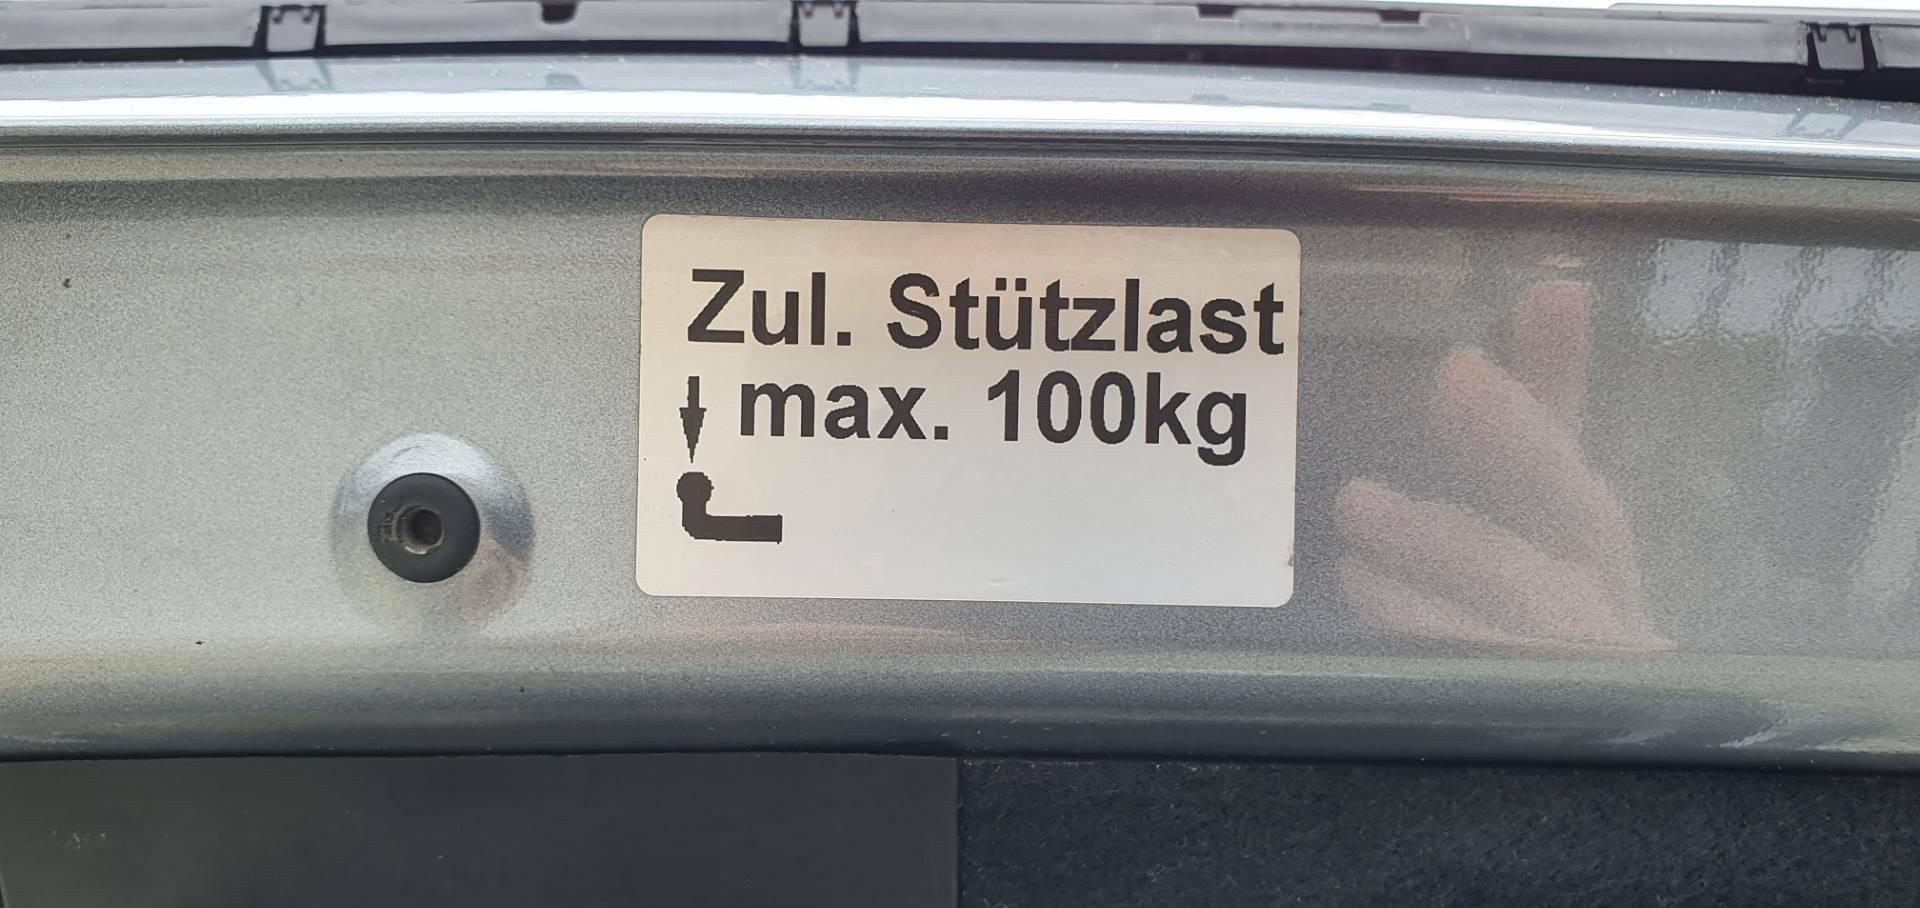 Zul. Stützlast
max. 100kg